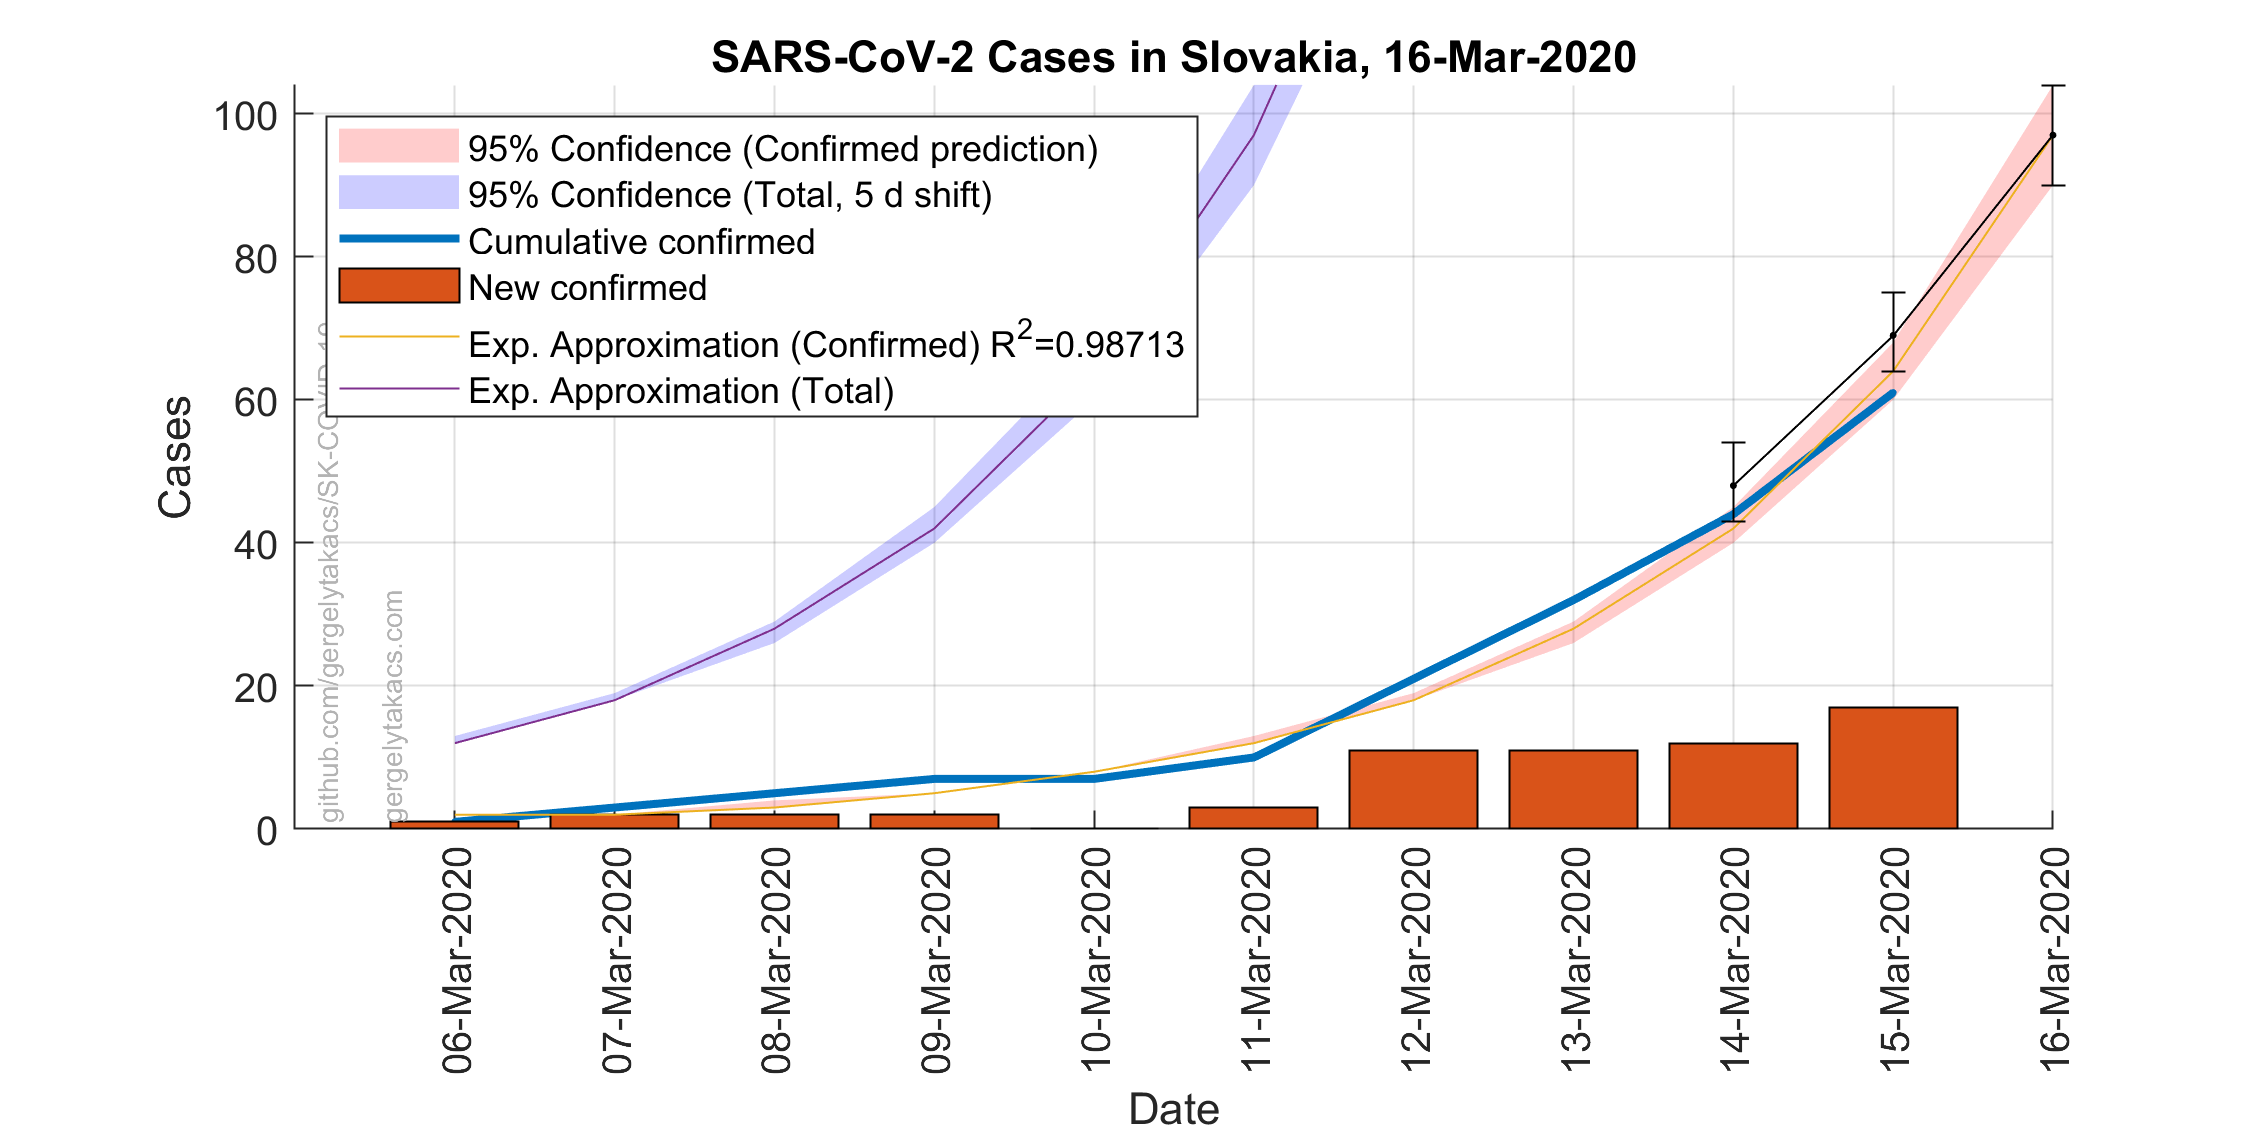 SARS-CoV-2 Cases in Slovakia, 16-Mar-2020
95% Confidence (Confirmed prediction)
95% Confidence (Total, 5 d shift)
Cumulative confirmed
New confirmed
Exp. Approximation (Confirmed) R²=0.98713
Exp. Approximation (Total)
Cases
100
80
60
40
20
0
github.com/gergelytakacs/SK-COVID-19
gergelytakacs.com
06-Mar-2020
07-Mar-2020
08-Mar-2020
09-Mar-2020
10-Mar-2020
11-Mar-2020
12-Mar-2020
13-Mar-2020
14-Mar-2020
15-Mar-2020
16-Mar-2020
Date